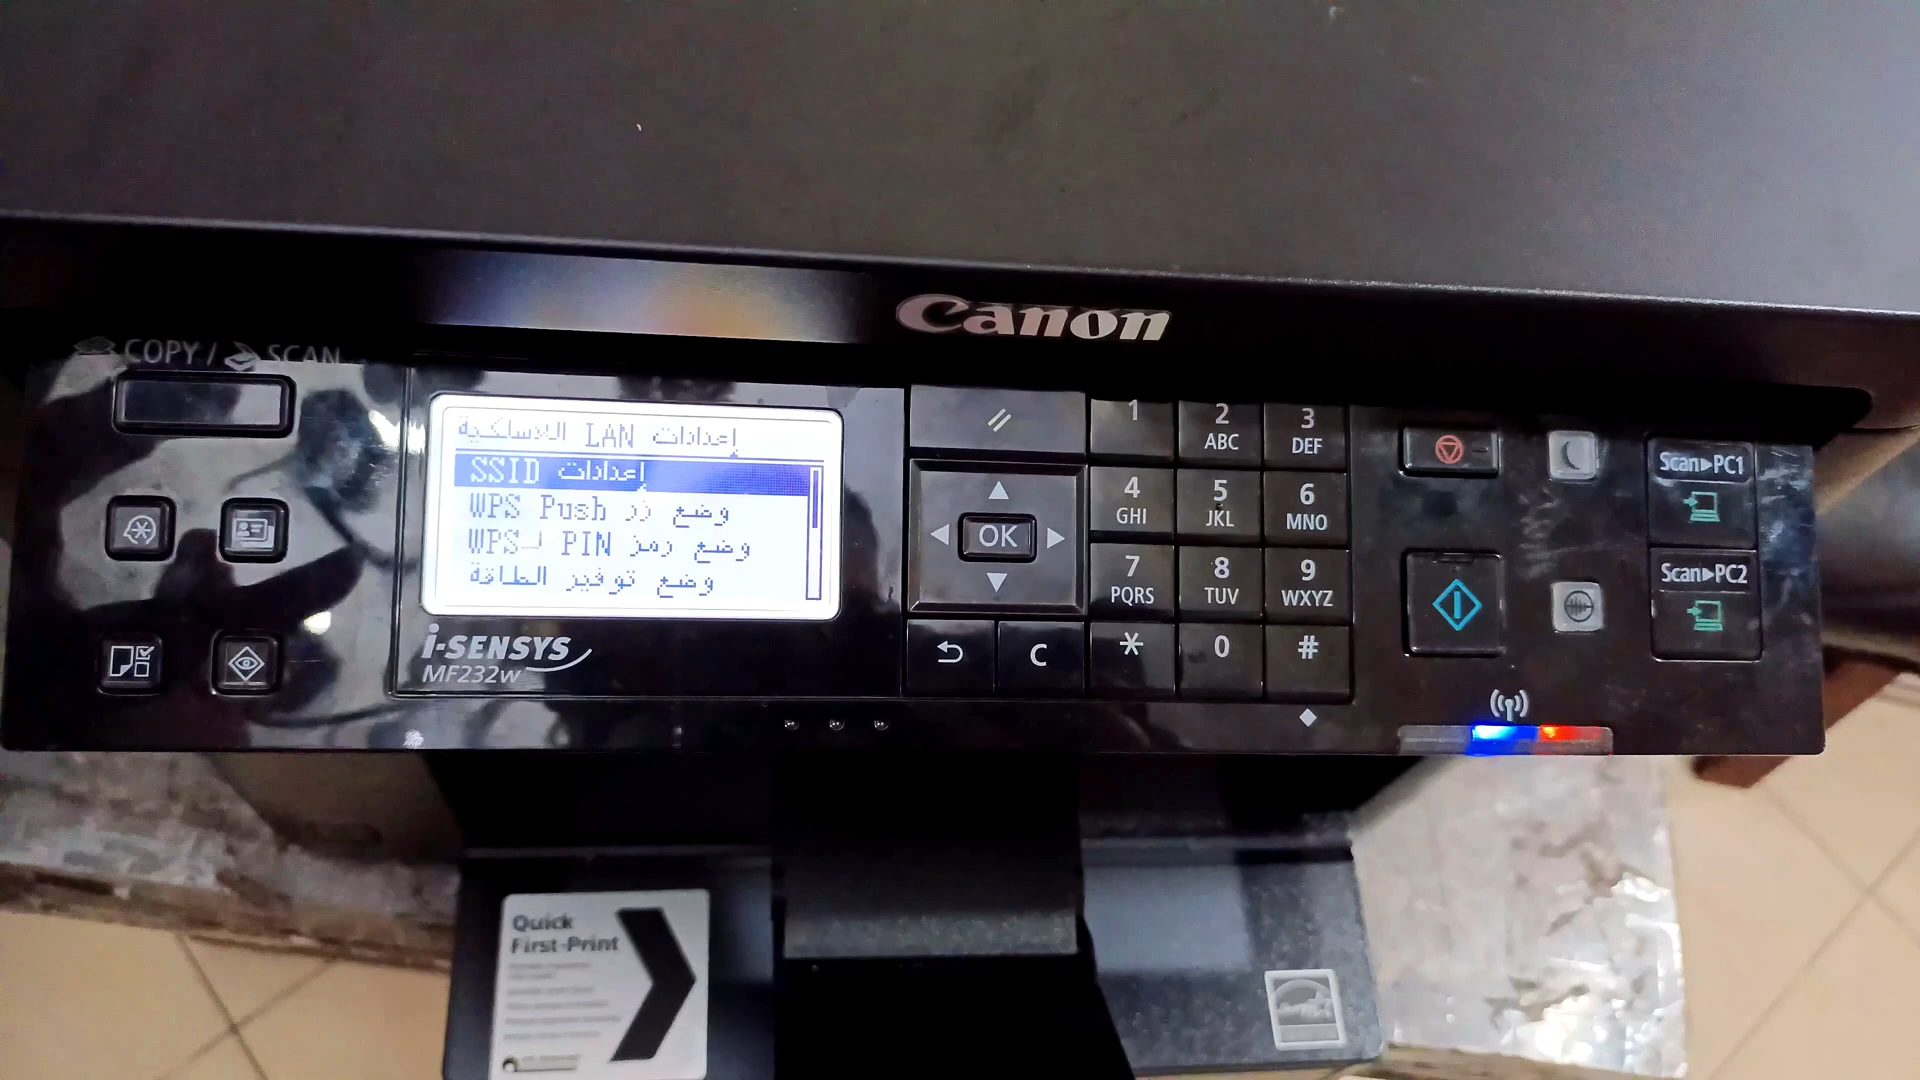 Canon
COPY / SCAN
إعدادات LAN اللاسلكية
إعدادات SSID
وضع زر WPS Push
وضع رمز PIN لـWPS
وضع توفير الطاقة
i-SENSYS
MF232w
OK
C
1
2 ABC
3 DEF
4 GHI
5 JKL
6 MNO
7 PQRS
8 TUV
9 WXYZ
* 0 #
Scan▸PC1
Scan▸PC2
Quick
First-Print